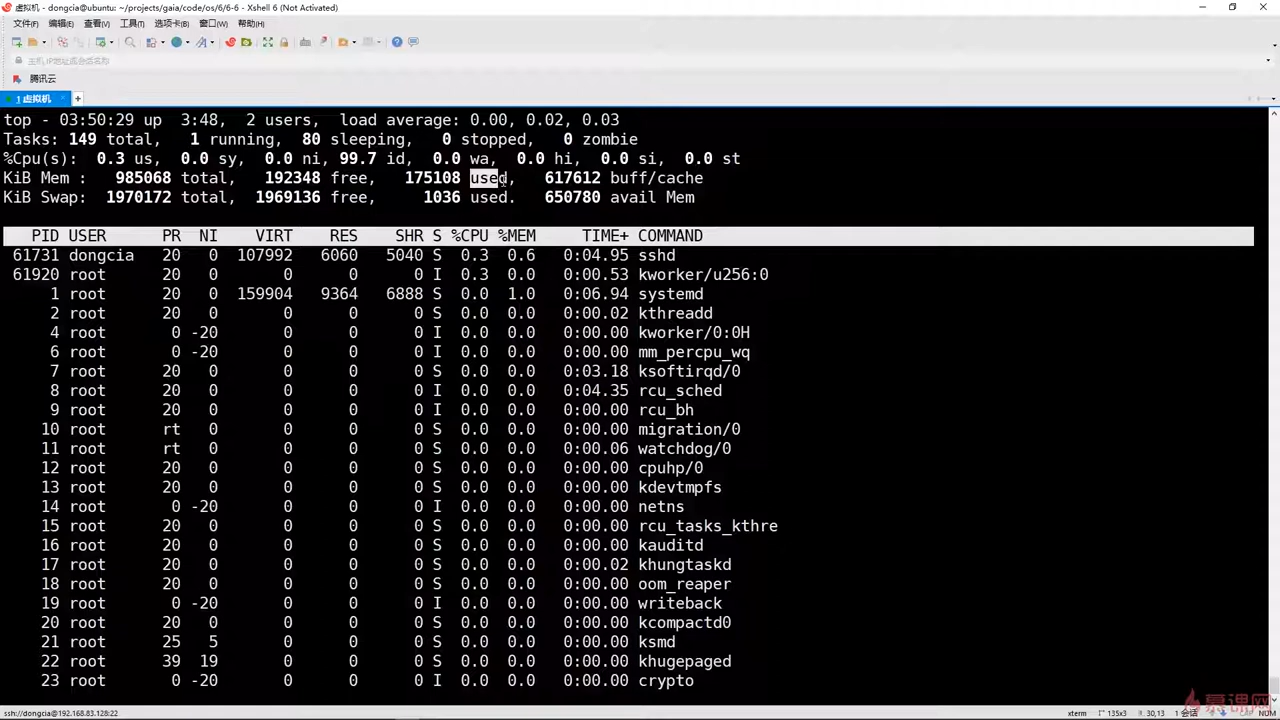 虚拟机 - dongcia@ubuntu: ~/projects/gaia/code/os/6/6-6 - Xshell 6 (Not Activated)
文件(F) 编辑(E) 查看(V) 工具(T) 选项卡(B) 窗口(W) 帮助(H)
主机,IP地址或会话名称
腾讯云
1 虚拟机 +
top - 03:50:29 up  3:48,  2 users,  load average: 0.00, 0.02, 0.03
Tasks: 149 total,   1 running,  80 sleeping,   0 stopped,   0 zombie
%Cpu(s):  0.3 us,  0.0 sy,  0.0 ni, 99.7 id,  0.0 wa,  0.0 hi,  0.0 si,  0.0 st
KiB Mem :   985068 total,   192348 free,   175108 used,   617612 buff/cache
KiB Swap:  1970172 total,  1969136 free,     1036 used.   650780 avail Mem
PID USER PR NI VIRT RES SHR S %CPU %MEM TIME+ COMMAND
61731 dongcia 20 0 107992 6060 5040 S 0.3 0.6 0:04.95 sshd
61920 root 20 0 0 0 0 I 0.3 0.0 0:00.53 kworker/u256:0
1 root 20 0 159904 9364 6888 S 0.0 1.0 0:06.94 systemd
2 root 20 0 0 0 0 S 0.0 0.0 0:00.02 kthreadd
4 root 0 -20 0 0 0 I 0.0 0.0 0:00.00 kworker/0:0H
6 root 0 -20 0 0 0 I 0.0 0.0 0:00.00 mm_percpu_wq
7 root 20 0 0 0 0 S 0.0 0.0 0:03.18 ksoftirqd/0
8 root 20 0 0 0 0 I 0.0 0.0 0:04.35 rcu_sched
9 root 20 0 0 0 0 I 0.0 0.0 0:00.00 rcu_bh
10 root rt 0 0 0 0 S 0.0 0.0 0:00.00 migration/0
11 root rt 0 0 0 0 S 0.0 0.0 0:00.06 watchdog/0
12 root 20 0 0 0 0 S 0.0 0.0 0:00.00 cpuhp/0
13 root 20 0 0 0 0 S 0.0 0.0 0:00.00 kdevtmpfs
14 root 0 -20 0 0 0 I 0.0 0.0 0:00.00 netns
15 root 20 0 0 0 0 S 0.0 0.0 0:00.00 rcu_tasks_kthre
16 root 20 0 0 0 0 S 0.0 0.0 0:00.00 kauditd
17 root 20 0 0 0 0 S 0.0 0.0 0:00.02 khungtaskd
18 root 20 0 0 0 0 S 0.0 0.0 0:00.00 oom_reaper
19 root 0 -20 0 0 0 I 0.0 0.0 0:00.00 writeback
20 root 20 0 0 0 0 S 0.0 0.0 0:00.00 kcompactd0
21 root 25 5 0 0 0 S 0.0 0.0 0:00.00 ksmd
22 root 39 19 0 0 0 S 0.0 0.0 0:00.00 khugepaged
23 root 0 -20 0 0 0 I 0.0 0.0 0:00.00 crypto
慕课网
ssh://dongcia@192.168.83.128:22 xterm 135x3 30,13 1 会话 NUM